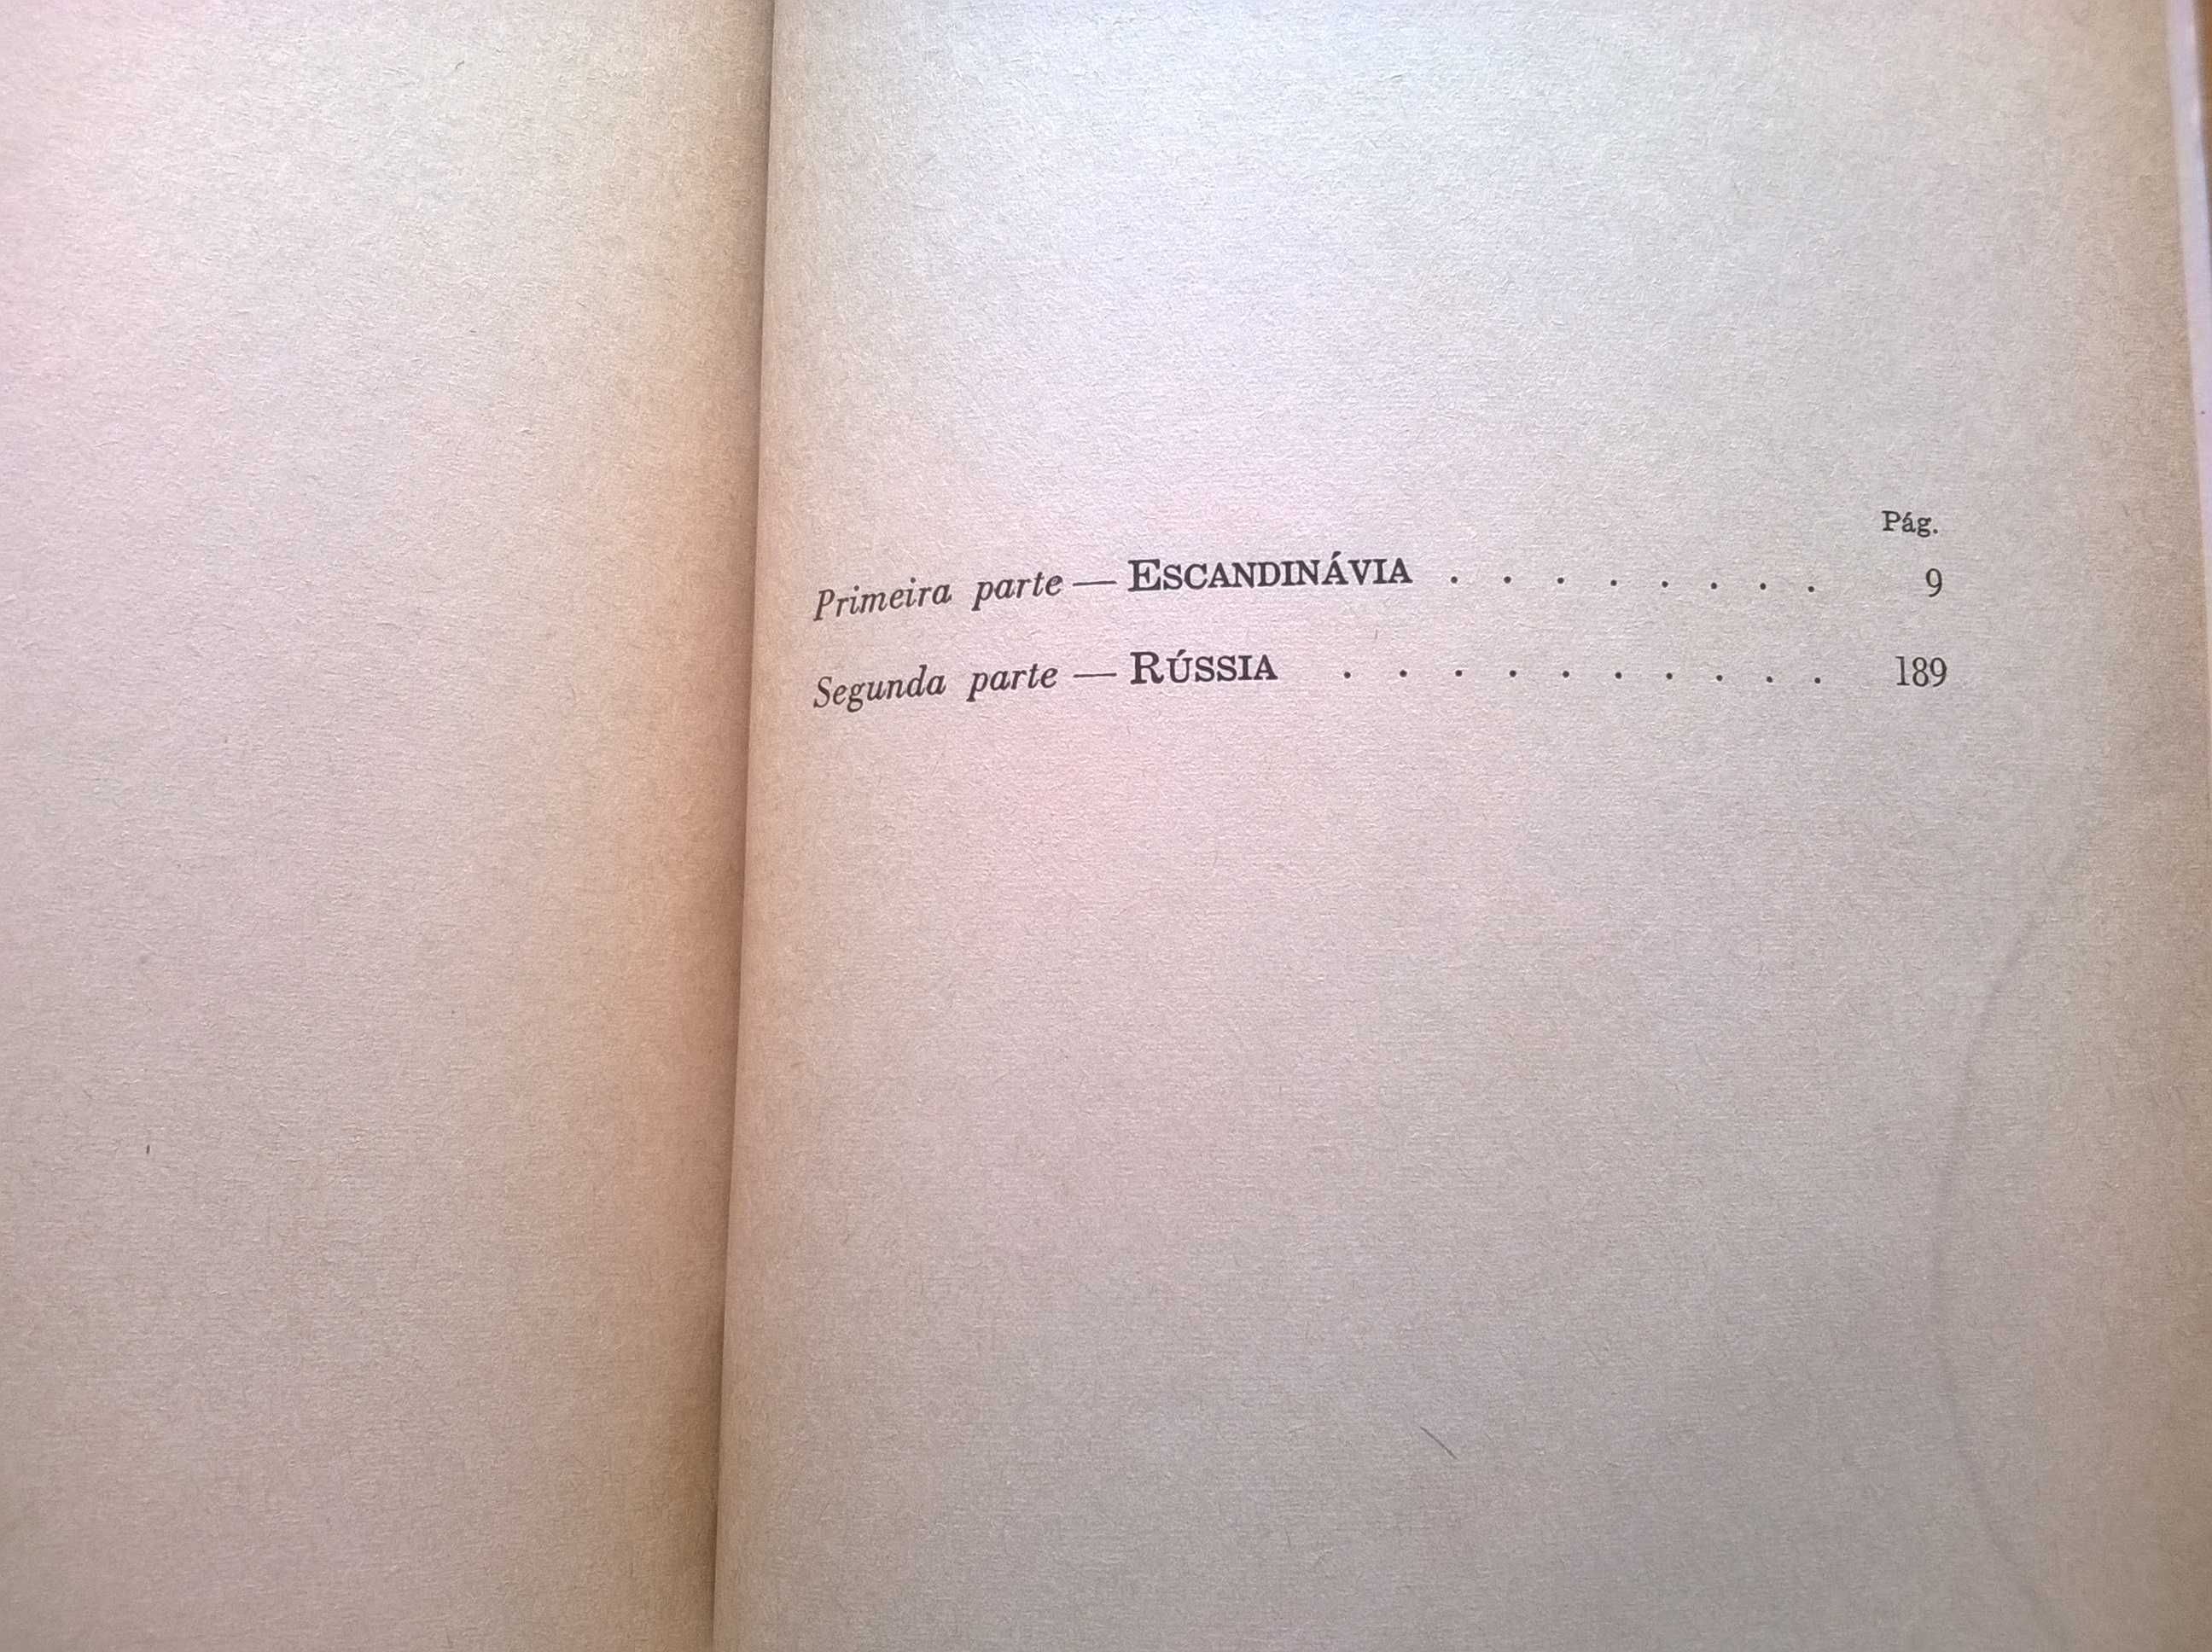 Pág.
Primeira parte — ESCANDINÁVIA . . . . . . . . 9
Segunda parte — RÚSSIA . . . . . . . . . . 189